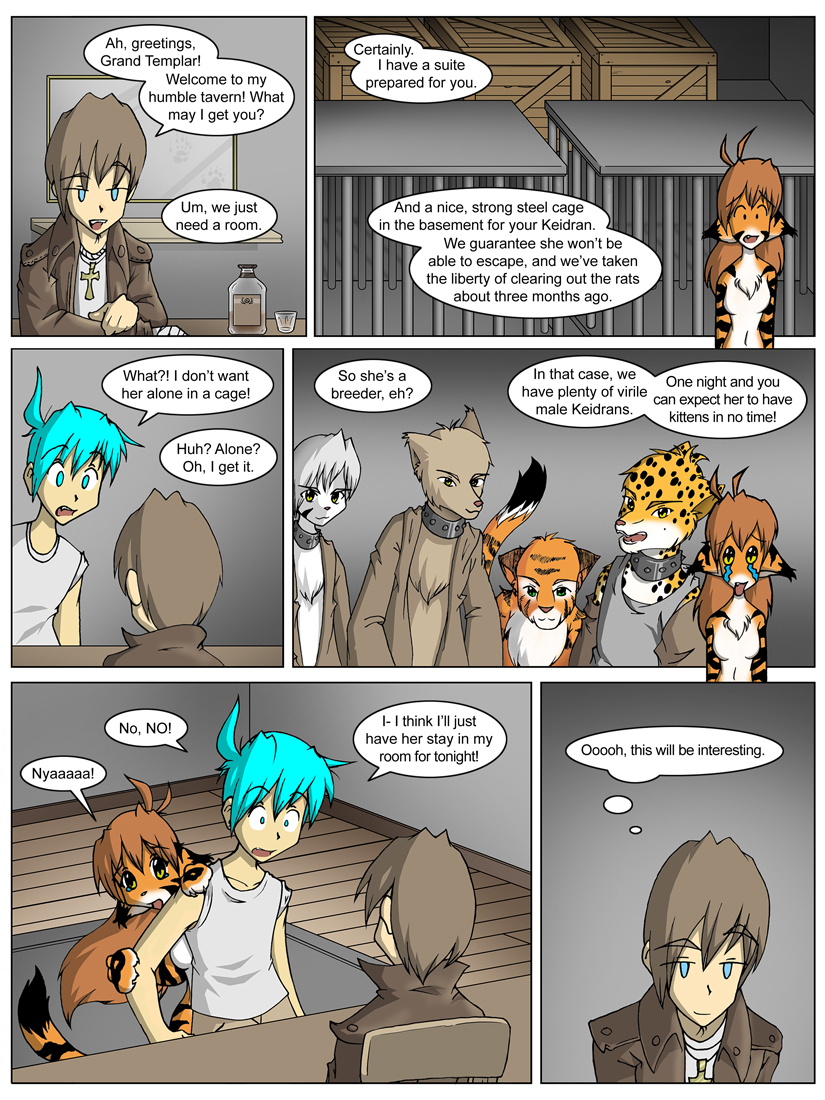 Ah, greetings,
Grand Templar!
Welcome to my
humble tavern! What
may I get you?
Um, we just
need a room.
Certainly.
I have a suite
prepared for you.
And a nice, strong steel cage
in the basement for your Keidran.
We guarantee she won't be
able to escape, and we've taken
the liberty of clearing out the rats
about three months ago.
What?! I don't want
her alone in a cage!
Huh? Alone?
Oh, I get it.
So she's a
breeder, eh?
In that case, we
have plenty of virile
male Keidrans.
One night and you
can expect her to have
kittens in no time!
No, NO!
Nyaaaaa!
I- I think I'll just
have her stay in my
room for tonight!
Ooooh, this will be interesting.